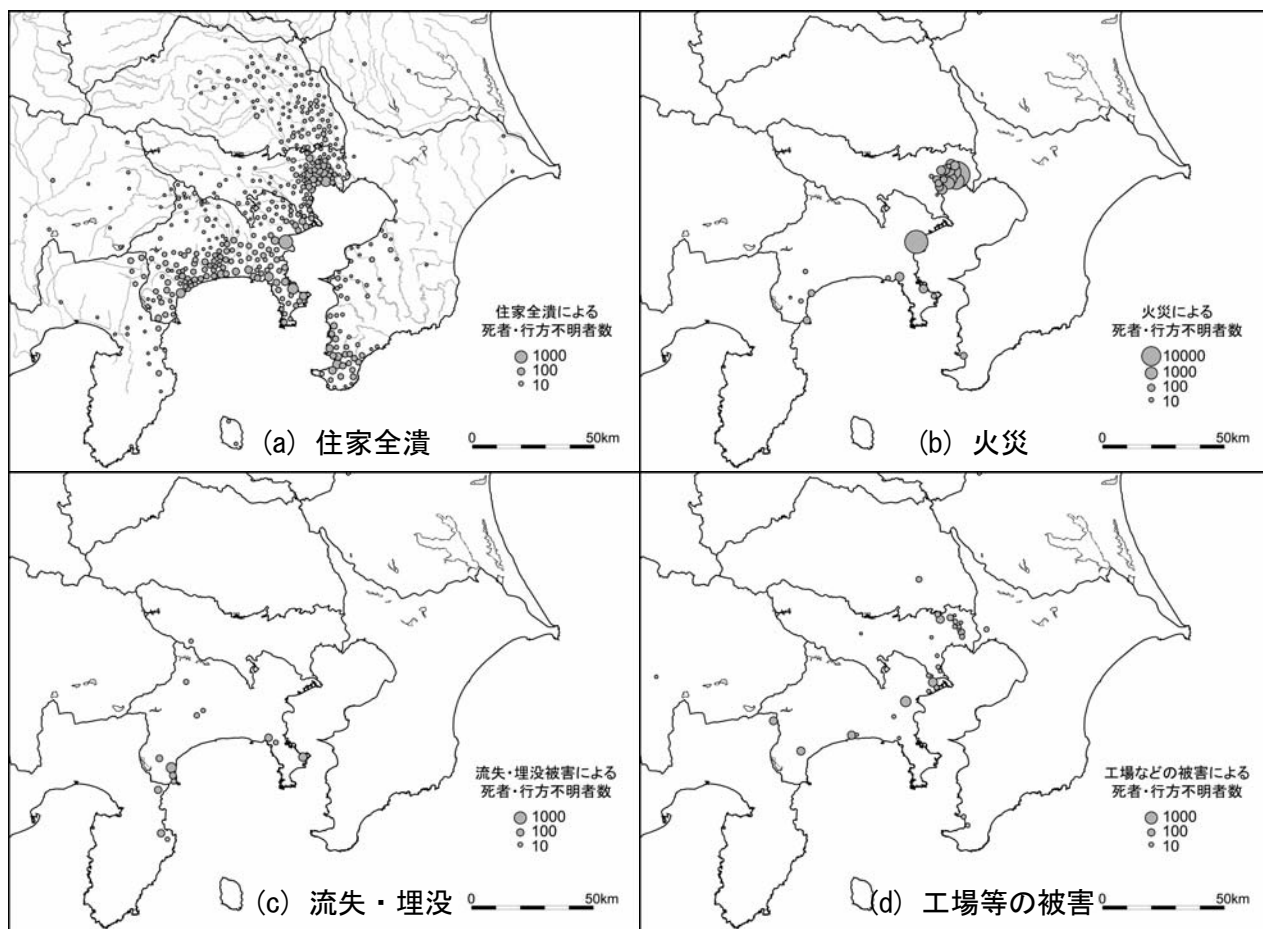 住家全潰による
死者・行方不明者数
1000
100
10
0 50km
(a) 住家全潰
火災による
死者・行方不明者数
10000
1000
100
10
0 50km
(b) 火災
流失・埋没被害による
死者・行方不明者数
1000
100
10
0 50km
(c) 流失・埋没
工場などの被害による
死者・行方不明者数
1000
100
10
0 50km
(d) 工場等の被害